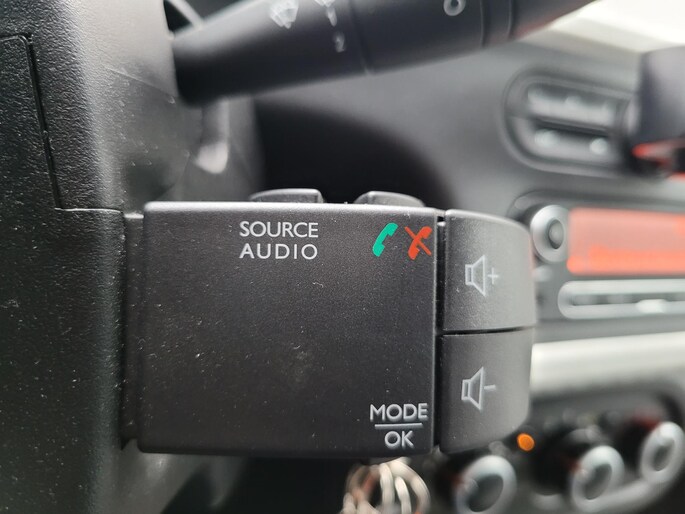 SOURCE
AUDIO
+
-
MODE
OK